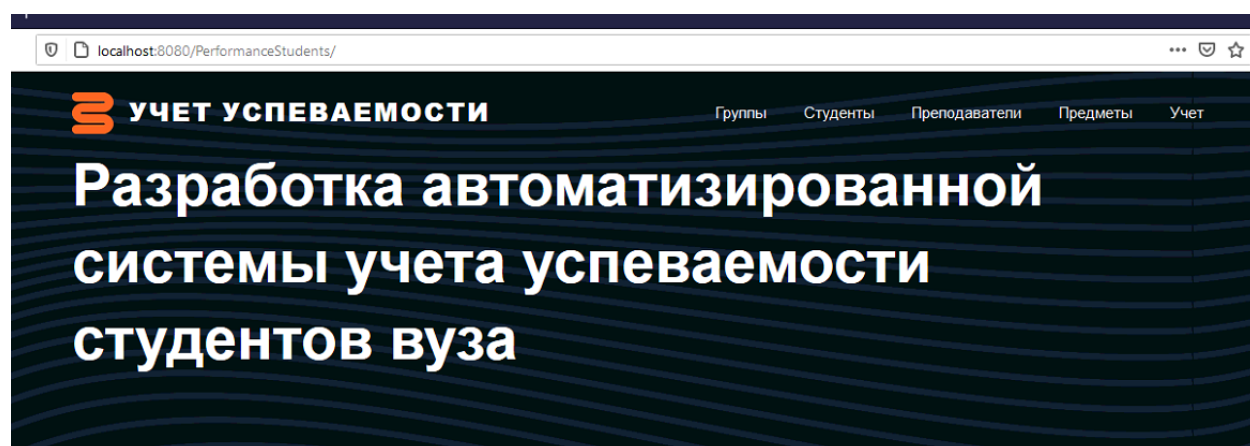 localhost:8080/PerformanceStudents/
УЧЕТ УСПЕВАЕМОСТИ
Группы Студенты Преподаватели Предметы Учет
Разработка автоматизированной
системы учета успеваемости
студентов вуза